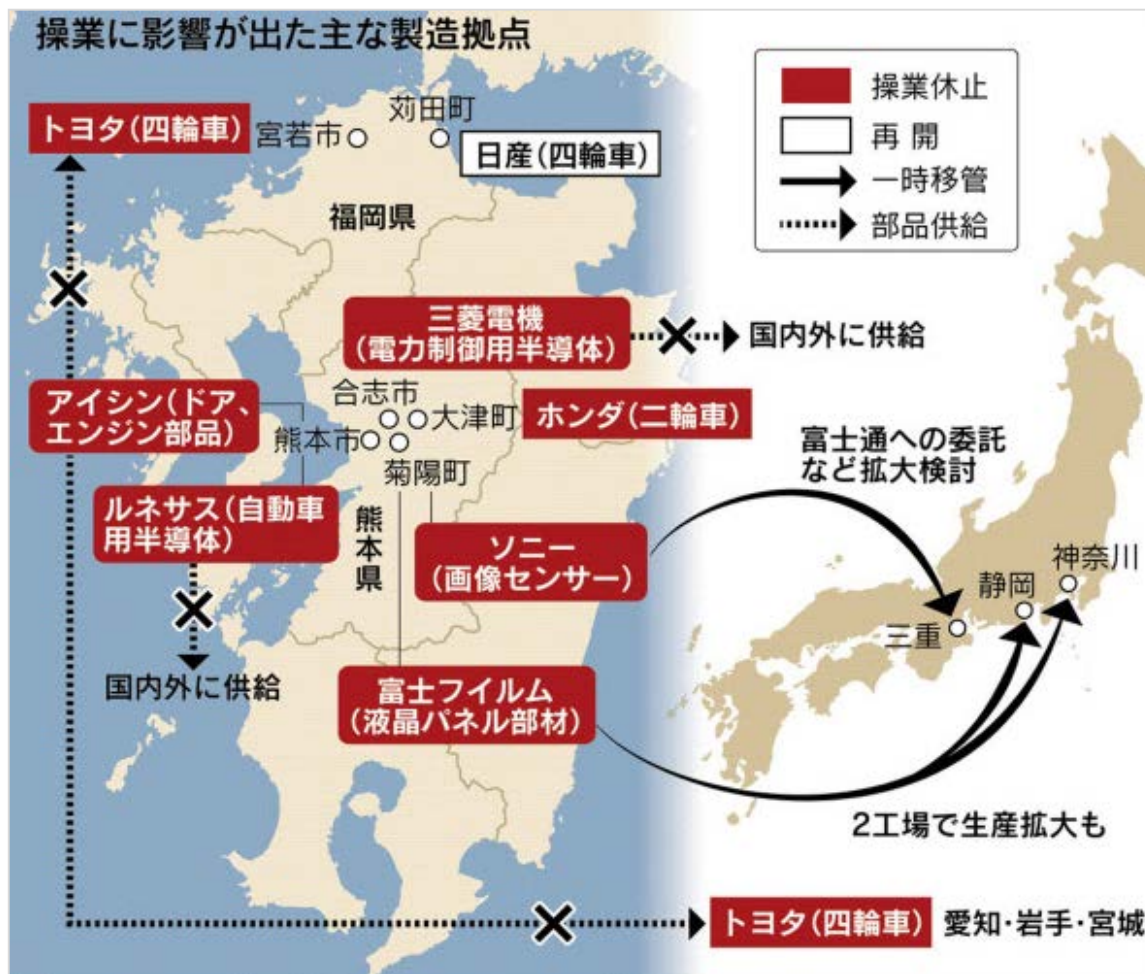 操業に影響が出た主な製造拠点
操業休止
再 開
一時移管
部品供給
トヨタ(四輪車)
宮若市
苅田町
日産(四輪車)
福岡県
三菱電機
(電力制御用半導体)
国内外に供給
アイシン(ドア、
エンジン部品)
合志市
大津町
熊本市
菊陽町
ホンダ(二輪車)
ルネサス(自動車
用半導体)
熊本県
ソニー
(画像センサー)
国内外に供給
富士フイルム
(液晶パネル部材)
富士通への委託
など拡大検討
神奈川
静岡
三重
2工場で生産拡大も
トヨタ(四輪車)
愛知・岩手・宮城